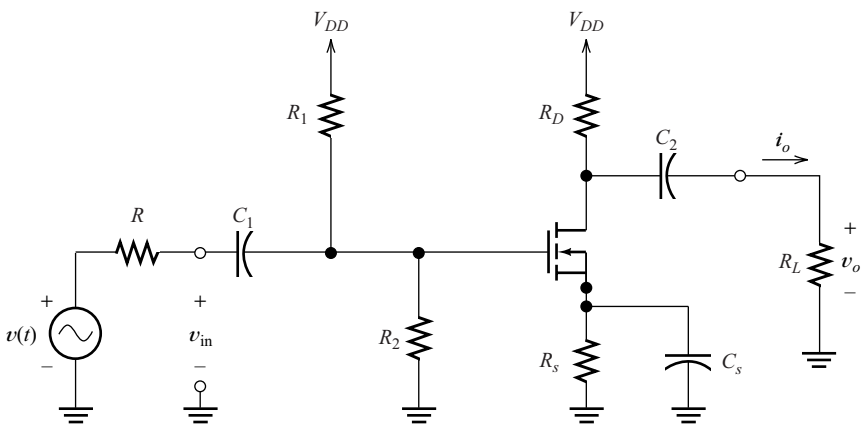 V_DD
V_DD
R_1
R_D
C_2
i_o
R
C_1
+
R_L
v_o
−
+
v(t)
−
+
v_in
−
R_2
R_s
C_s